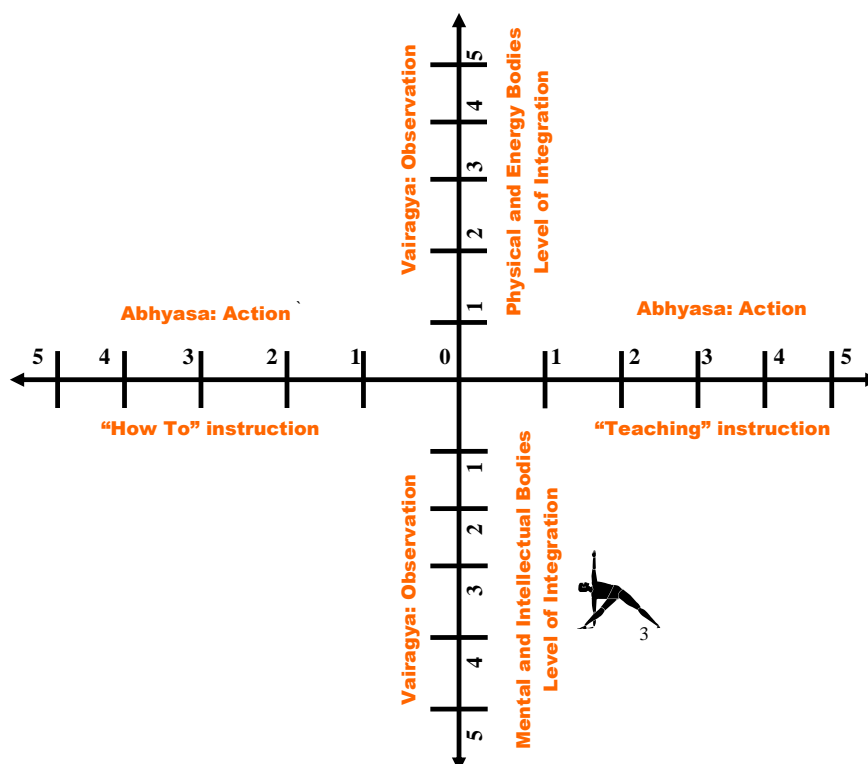 5
4
3
2
1
Vairagya: Observation
Physical and Energy Bodies
Level of Integration
Abhyasa: Action `
Abhyasa: Action
5 4 3 2 1 0 1 2 3 4 5
“How To” instruction
“Teaching” instruction
1
2
3
4
5
Vairagya: Observation
Mental and Intellectual Bodies
Level of Integration
3